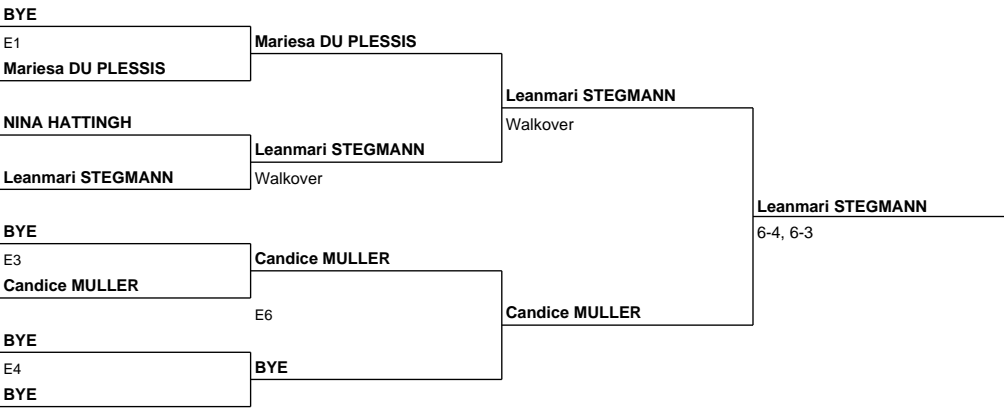 BYE
E1
Mariesa DU PLESSIS
Mariesa DU PLESSIS
Leanmari STEGMANN
Walkover
NINA HATTINGH
Leanmari STEGMANN
Leanmari STEGMANN
Walkover
Leanmari STEGMANN
6-4, 6-3
BYE
E3
Candice MULLER
Candice MULLER
E6
Candice MULLER
BYE
E4
BYE
BYE